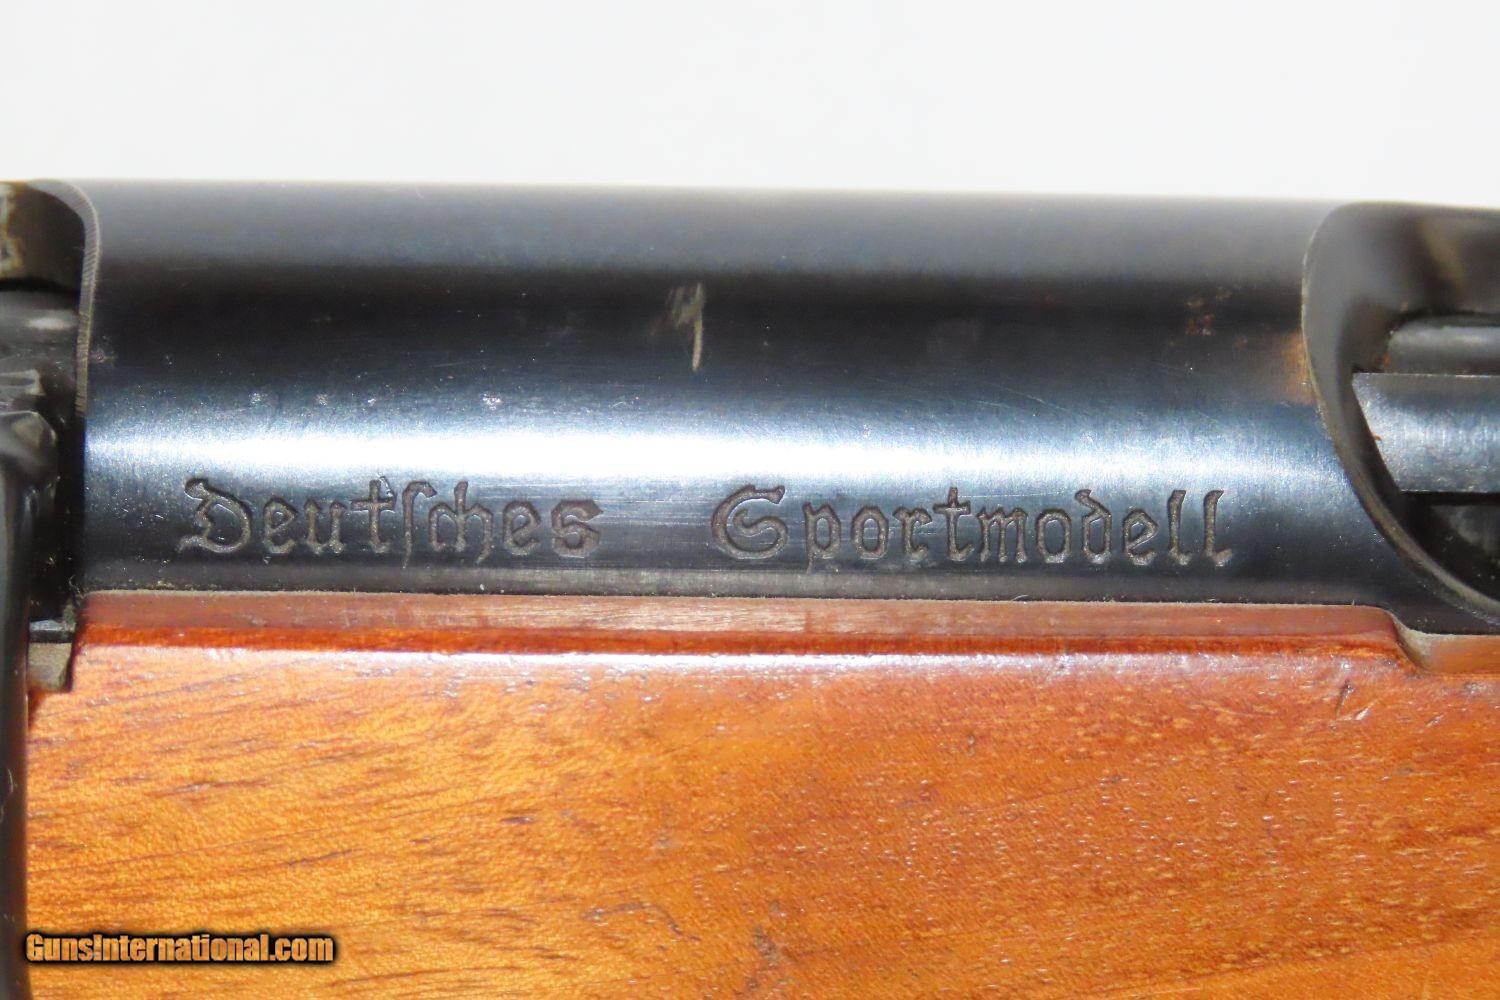 Deutſches Sportmodell
GunsInternational.com